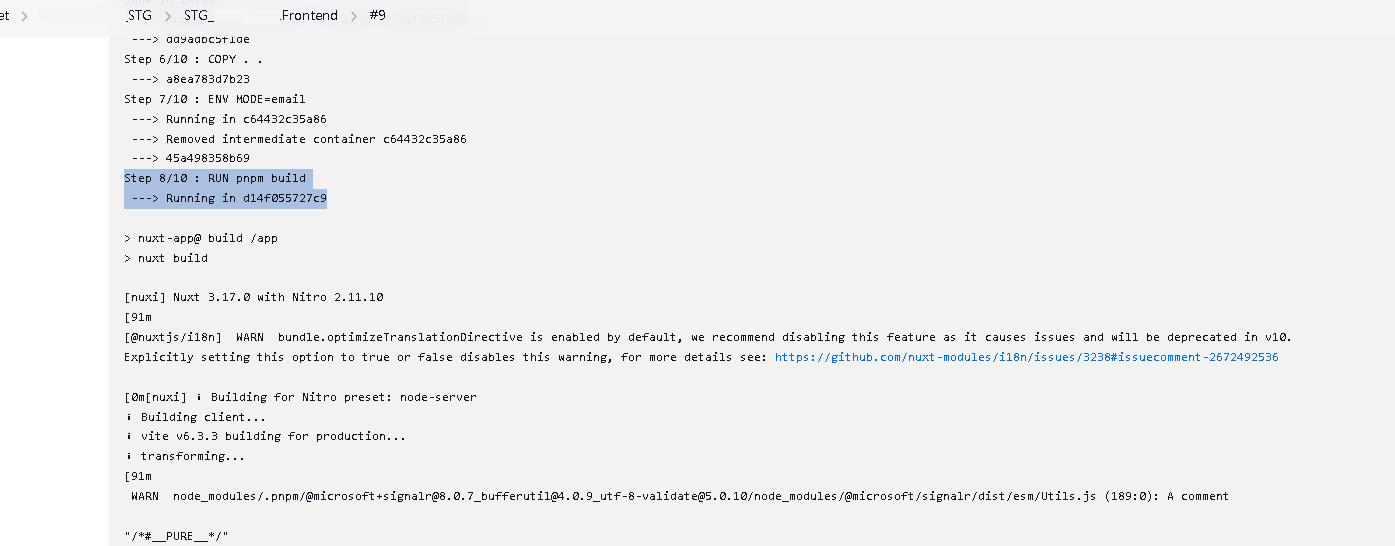 et > _STG > STG_ .Frontend > #9
---> dd9adbc5f1de
Step 6/10 : COPY . .
---> a8ea783d7b23
Step 7/10 : ENV MODE=email
---> Running in c64432c35a86
---> Removed intermediate container c64432c35a86
---> 45a498358b69
Step 8/10 : RUN pnpm build
---> Running in d14f055727c9
> nuxt-app@ build /app
> nuxt build
[nuxi] Nuxt 3.17.0 with Nitro 2.11.10
[91m
[@nuxtjs/i18n]  WARN  bundle.optimizeTranslationDirective is enabled by default, we recommend disabling this feature as it causes issues and will be deprecated in v10.
Explicitly setting this option to true or false disables this warning, for more details see: https://github.com/nuxt-modules/i18n/issues/3238#issuecomment-2672492536
[0m[nuxi] ℹ Building for Nitro preset: node-server
ℹ Building client...
ℹ vite v6.3.3 building for production...
ℹ transforming...
[91m
WARN  node_modules/.pnpm/@microsoft+signalr@8.0.7_bufferutil@4.0.9_utf-8-validate@5.0.10/node_modules/@microsoft/signalr/dist/esm/Utils.js (189:0): A comment
"/*#__PURE__*/"